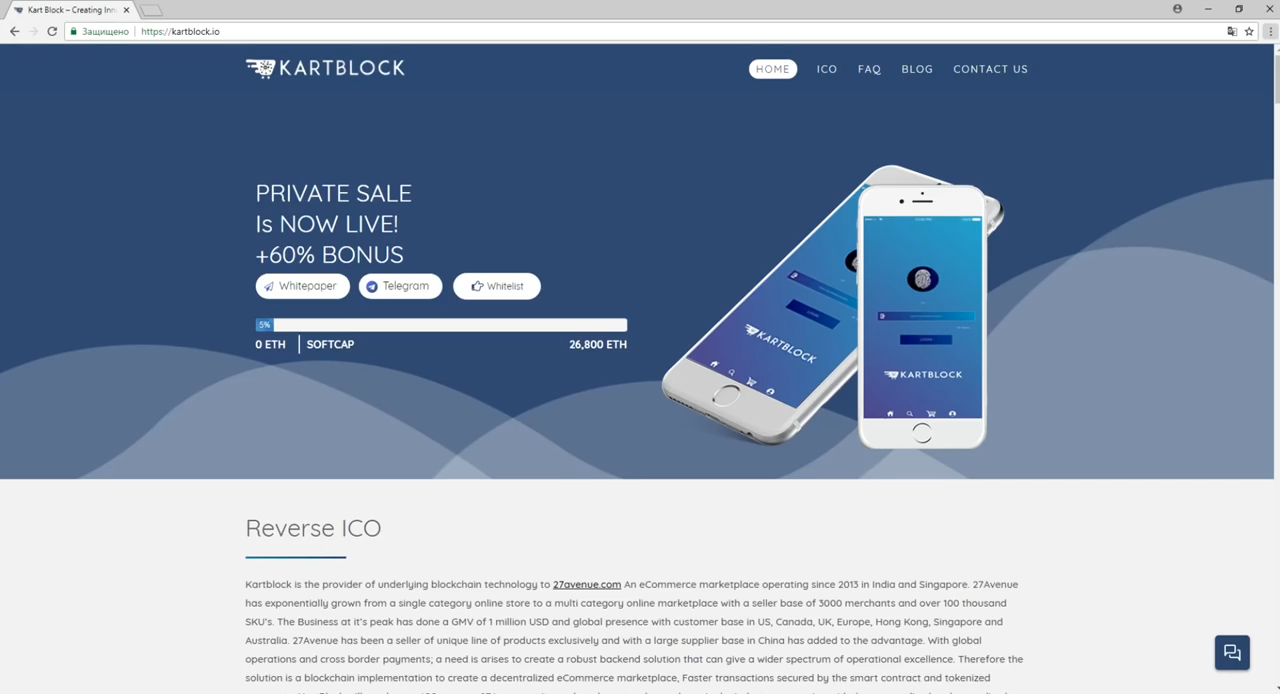 Kart Block – Creating Inn
Защищено
https://kartblock.io
KARTBLOCK
HOME
ICO
FAQ
BLOG
CONTACT US
PRIVATE SALE
Is NOW LIVE!
+60% BONUS
Whitepaper
Telegram
Whitelist
5%
0 ETH
SOFTCAP
26,800 ETH
KARTBLOCK
LOGIN
KARTBLOCK
Reverse ICO
Kartblock is the provider of underlying blockchain technology to 27avenue.com An eCommerce marketplace operating since 2013 in India and Singapore. 27Avenue
has exponentially grown from a single category online store to a multi category online marketplace with a seller base of 3000 merchants and over 100 thousand
SKU's. The Business at it's peak has done a GMV of 1 million USD and global presence with customer base in US, Canada, UK, Europe, Hong Kong, Singapore and
Australia. 27Avenue has been a seller of unique line of products exclusively and with a large supplier base in China has added to the advantage. With global
operations and cross border payments; a need is arises to create a robust backend solution that can give a wider spectrum of operational excellence. Therefore the
solution is a blockchain implementation to create a decentralized eCommerce marketplace, Faster transactions secured by the smart contract and tokenized